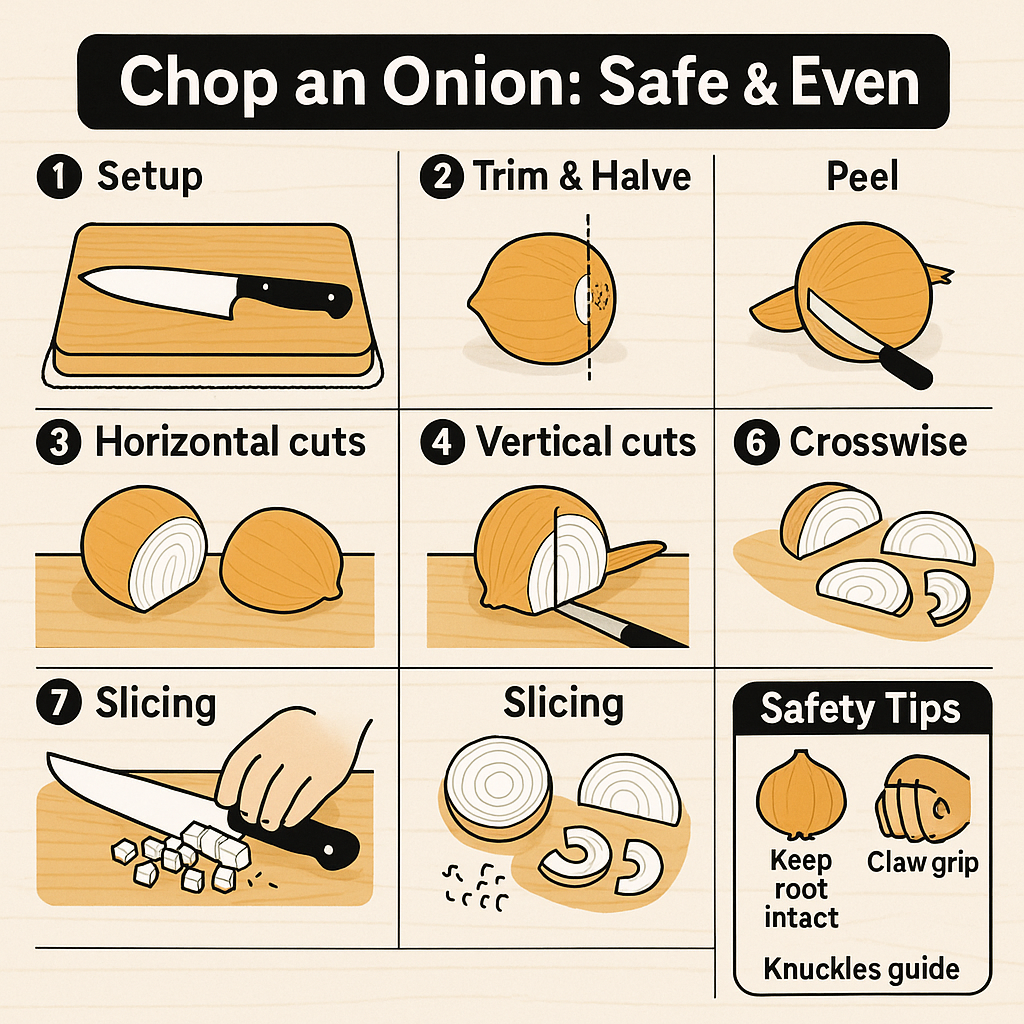 Chop an Onion: Safe & Even
1 Setup
2 Trim & Halve
Peel
3 Horizontal cuts
4 Vertical cuts
6 Crosswise
7 Slicing
Slicing
Safety Tips
Keep
root
intact
Claw grip
Knuckles guide